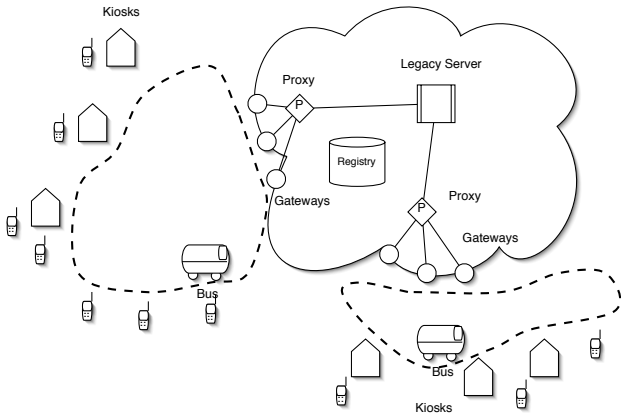 Kiosks
Proxy
P
Legacy Server
Registry
Gateways
P
Proxy
Gateways
Bus
Bus
Kiosks